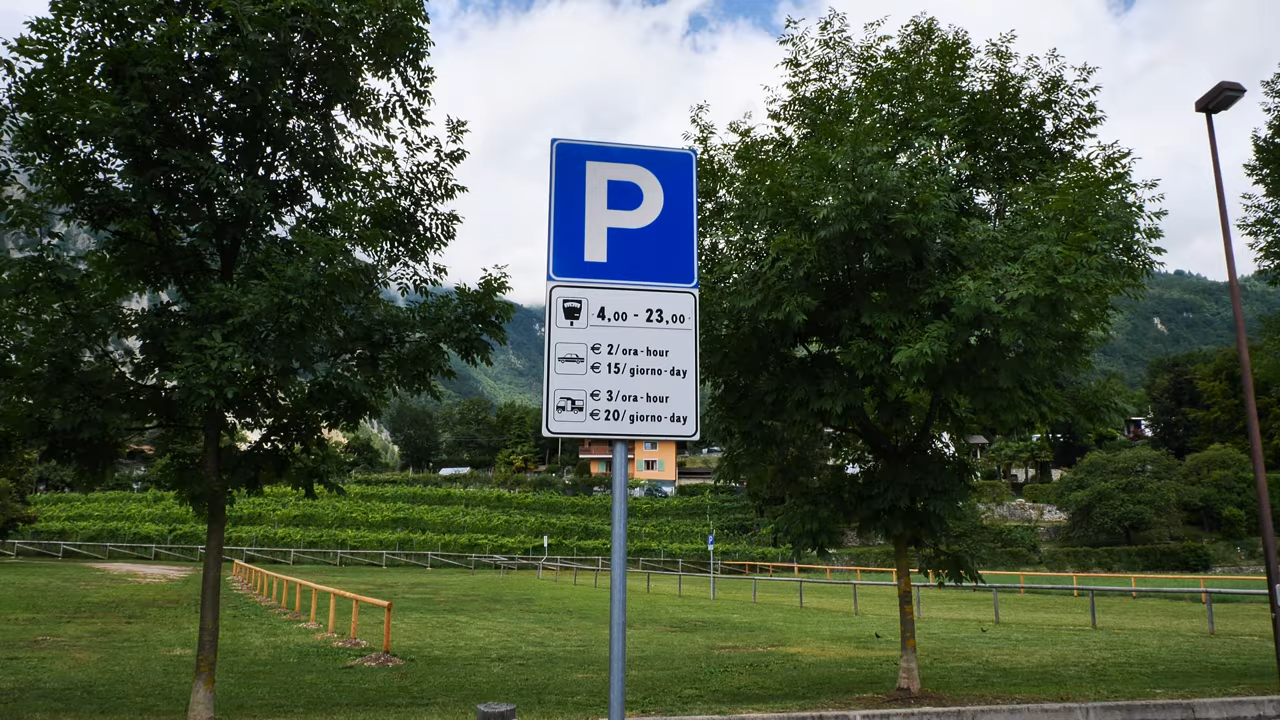 P
4,00 - 23,00
€ 2/ora-hour
€ 15/giorno-day
€ 3/ora-hour
€ 20/giorno-day